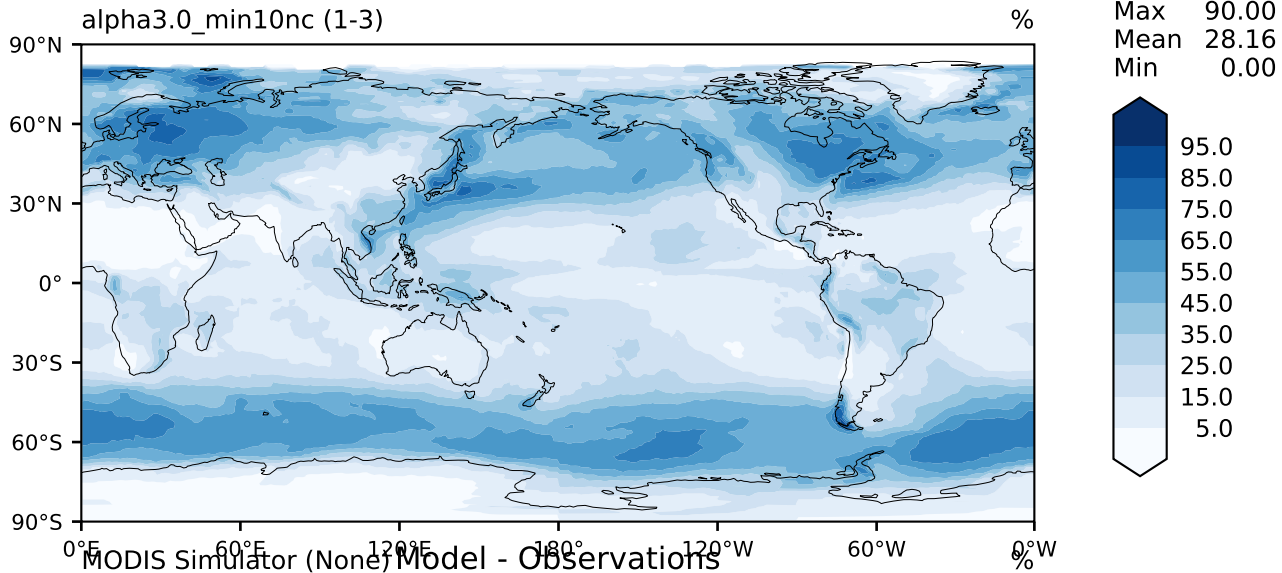 alpha3.0_min10nc (1-3) %
Max 90.00
Mean 28.16
Min 0.00
90°N
60°N
30°N
0°
30°S
60°S
90°S
95.0
85.0
75.0
65.0
55.0
45.0
35.0
25.0
15.0
5.0
0°E 60°E 120°E 180° 120°W 60°W 0°W
MODIS Simulator (None) Model - Observations %